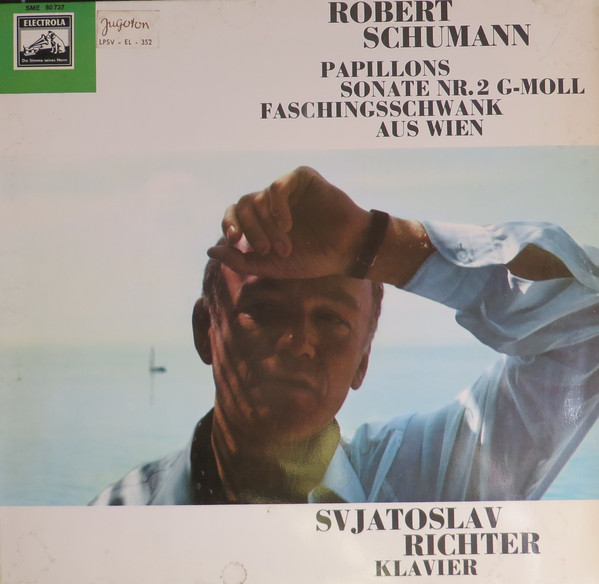 SME 80 737
ELECTROLA
Die Stimme seines Herrn
Jugoton
LPSV - EL - 352
ROBERT
SCHUMANN
PAPILLONS
SONATE NR. 2 G-MOLL
FASCHINGSSCHWANK
AUS WIEN
SVJATOSLAV
RICHTER
KLAVIER